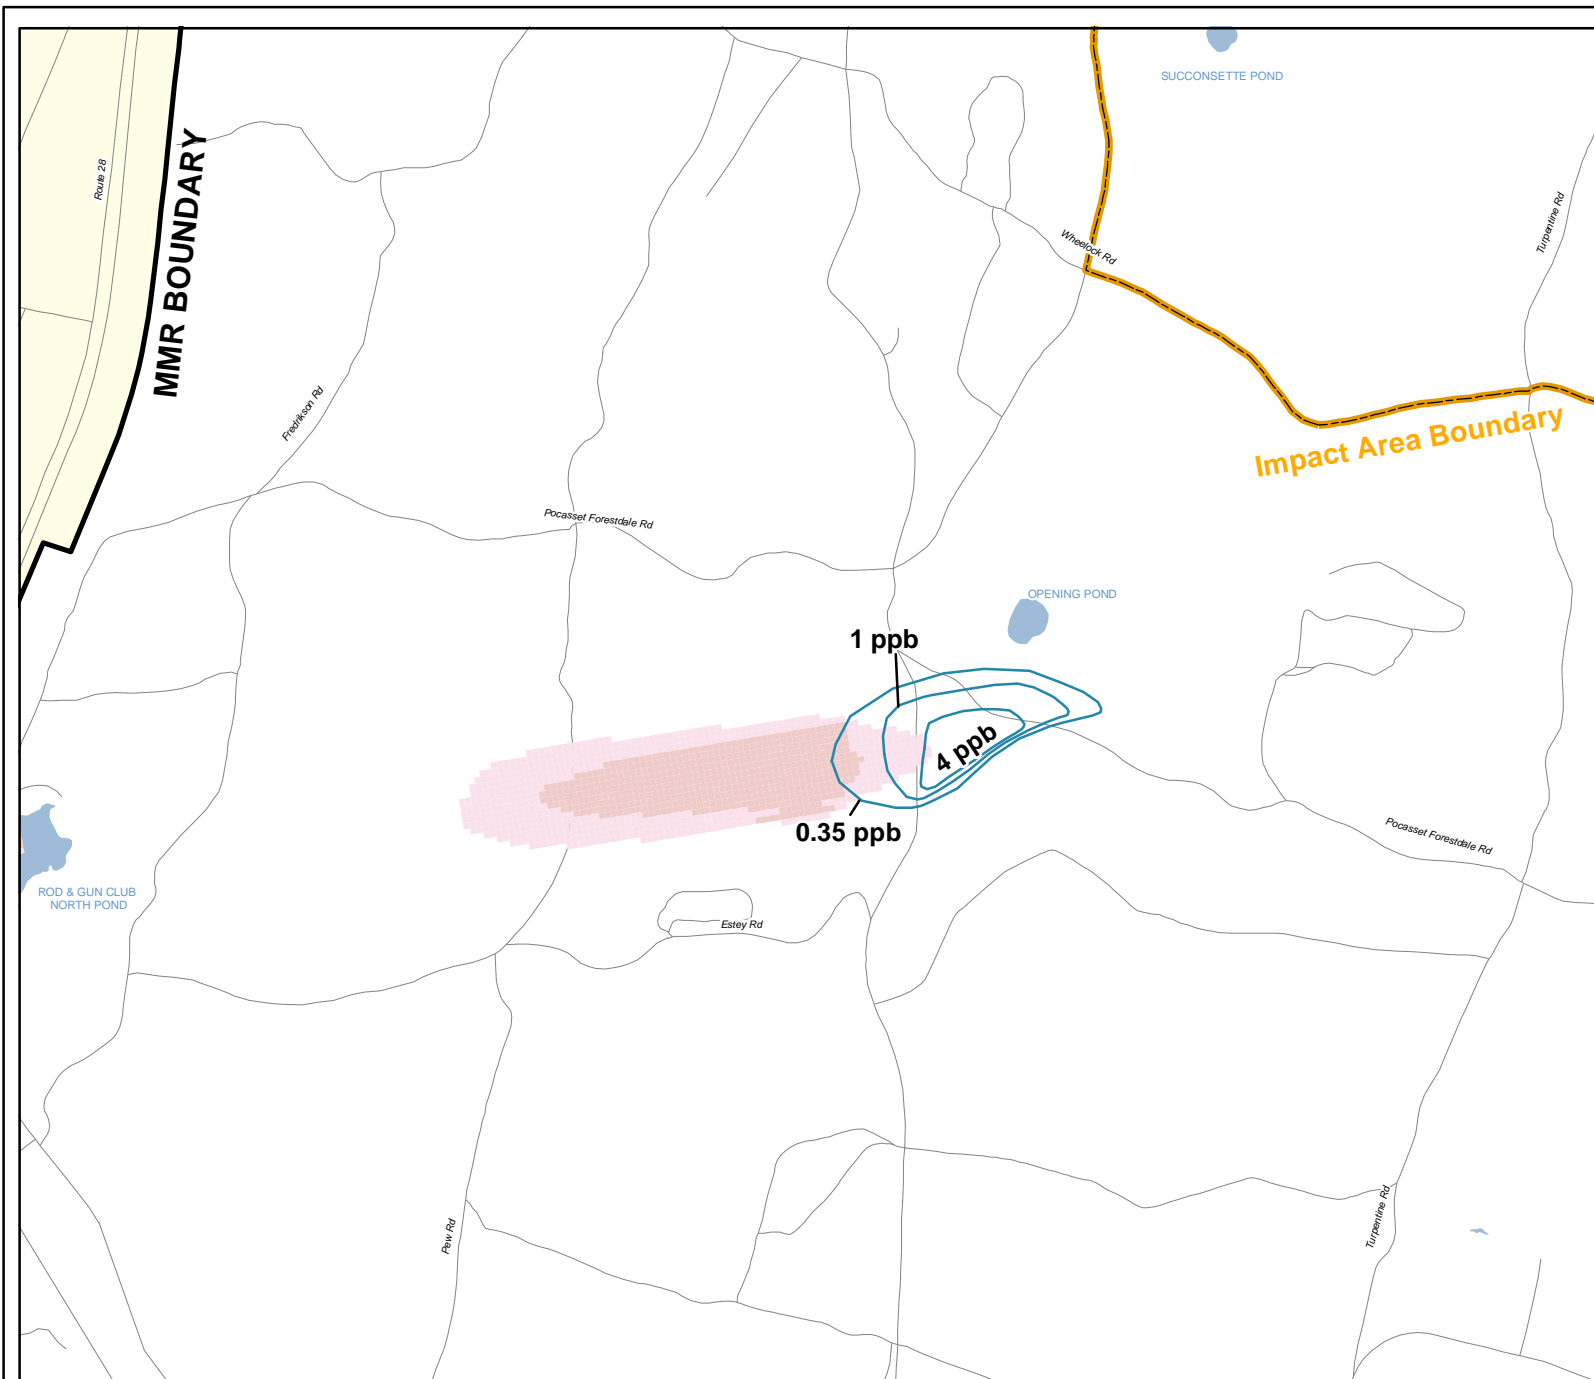 SUCCONSETTE POND
Route 28
MMR BOUNDARY
Turpentine Rd
Wheelock Rd
Fredrikson Rd
Impact Area Boundary
Pocasset Forestdale Rd
OPENING POND
1 ppb
4 ppb
0.35 ppb
Pocasset Forestdale Rd
ROD & GUN CLUB
NORTH POND
Estey Rd
Pew Rd
Turpentine Rd